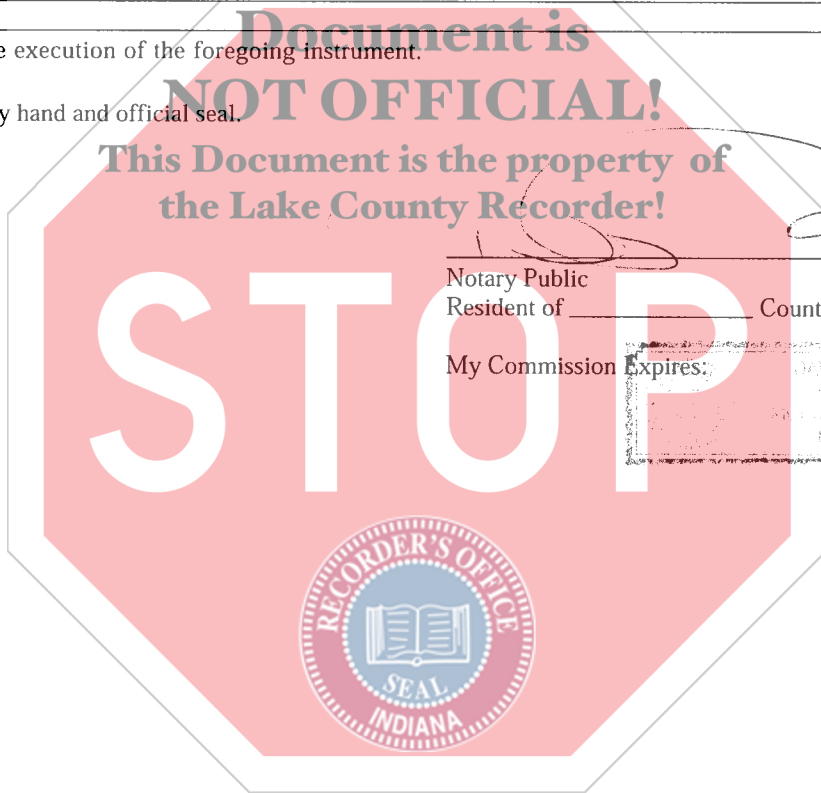 Document is
e execution of the foregoing instrument.
NOT OFFICIAL!
y hand and official seal.
This Document is the property of
the Lake County Recorder!
Notary Public
Resident of ____________ Count
My Commission Expires:
STOP
RECORDER'S OFFICE
SEAL
INDIANA